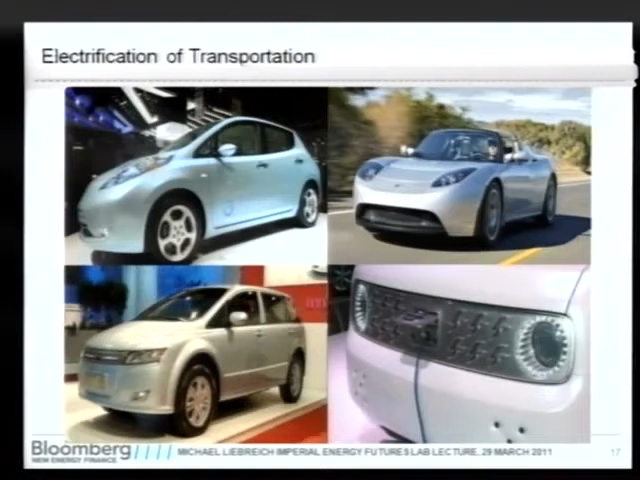 Electrification of Transportation
Bloomberg
NEW ENERGY FINANCE
MICHAEL LIEBREICH IMPERIAL ENERGY FUTURES LAB LECTURE, 29 MARCH 2011
17